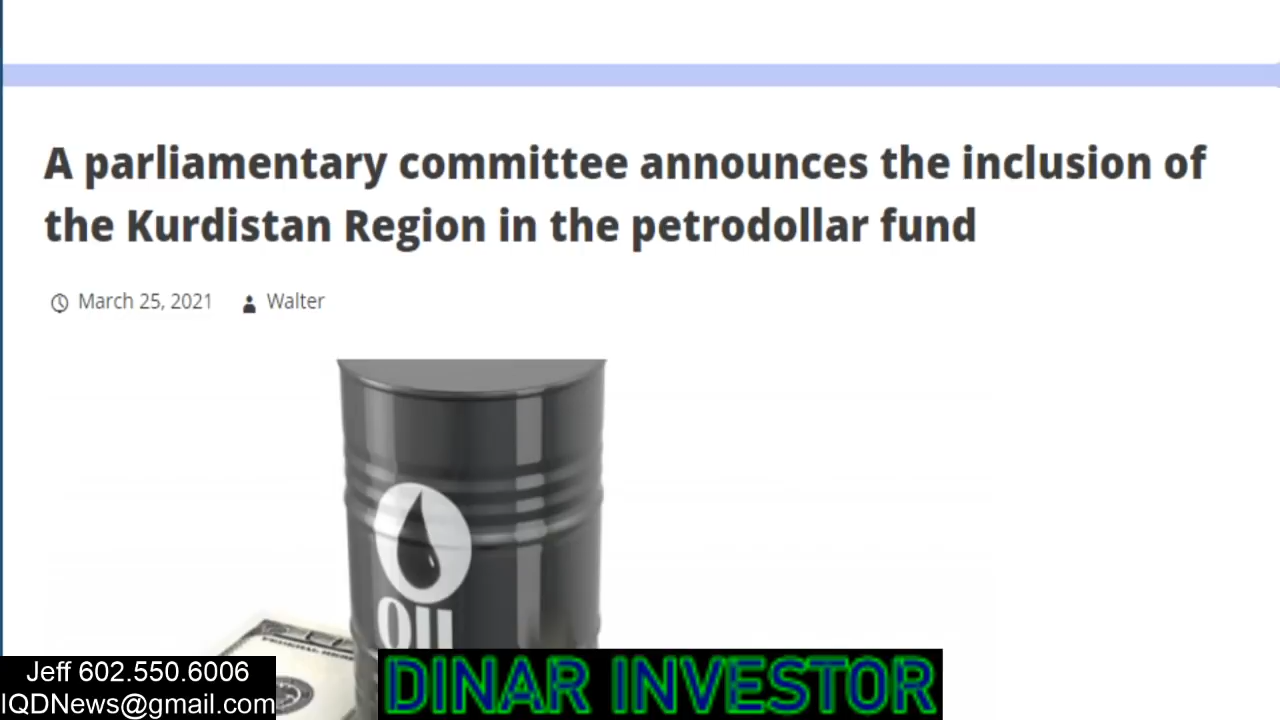 A parliamentary committee announces the inclusion of
the Kurdistan Region in the petrodollar fund
March 25, 2021 Walter
OIL
Jeff 602.550.6006
IQDNews@gmail.com
DINAR INVESTOR